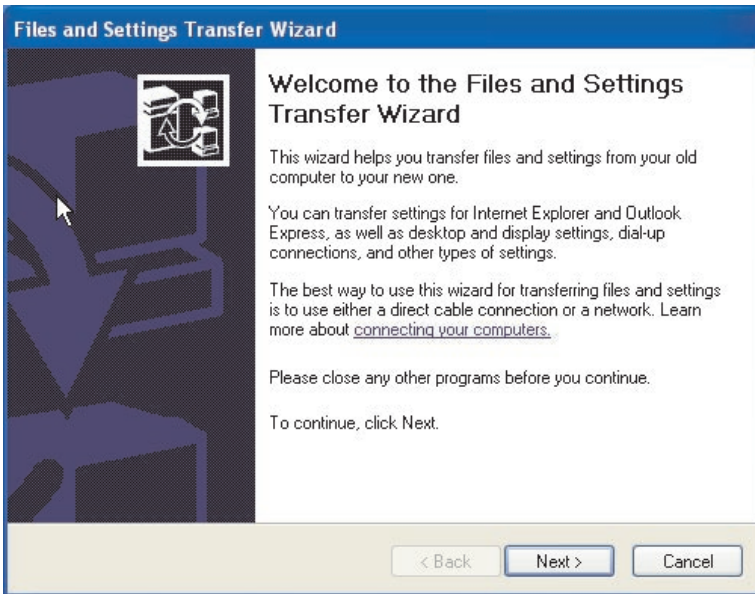 Files and Settings Transfer Wizard
Welcome to the Files and Settings
Transfer Wizard
This wizard helps you transfer files and settings from your old
computer to your new one.
You can transfer settings for Internet Explorer and Outlook
Express, as well as desktop and display settings, dial-up
connections, and other types of settings.
The best way to use this wizard for transferring files and settings
is to use either a direct cable connection or a network. Learn
more about connecting your computers.
Please close any other programs before you continue.
To continue, click Next.
< Back Next > Cancel